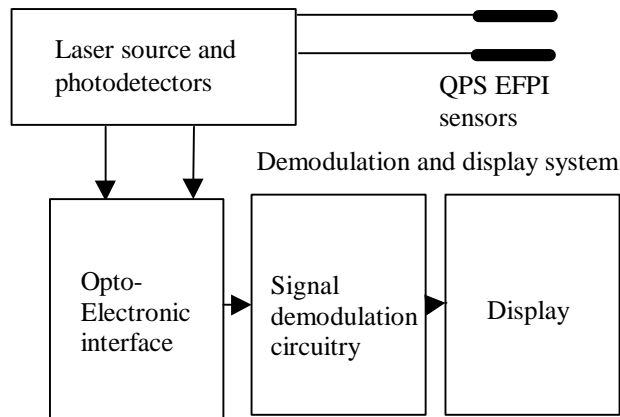 Laser source and
photodetectors
QPS EFPI
sensors
Demodulation and display system
Opto-
Electronic
interface
Signal
demodulation
circuitry
Display